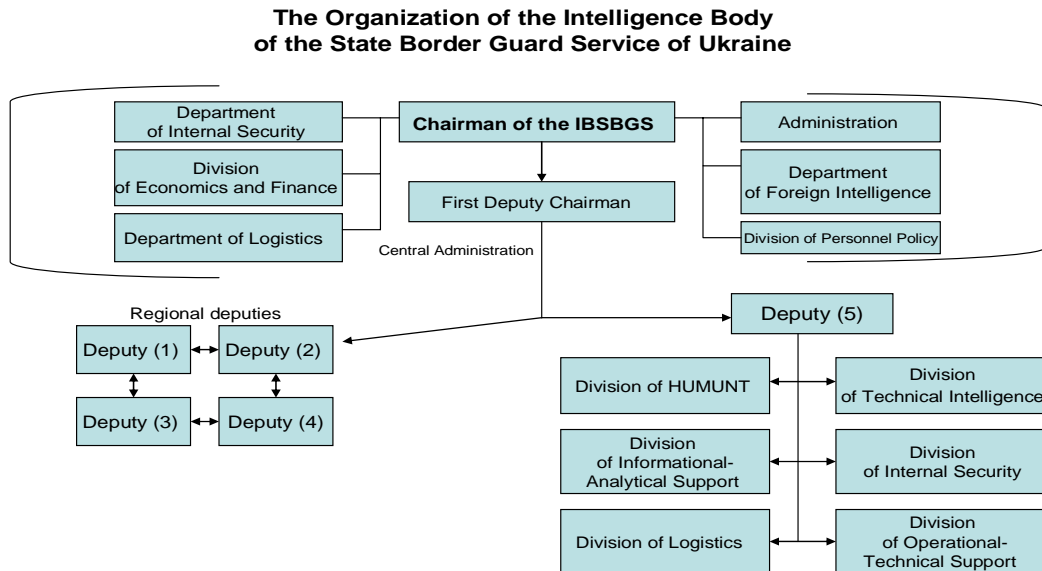 The Organization of the Intelligence Body
of the State Border Guard Service of Ukraine
Department
of Internal Security
Chairman of the IBSBGS
Administration
Division
of Economics and Finance
Department
of Foreign Intelligence
First Deputy Chairman
Department of Logistics
Division of Personnel Policy
Central Administration
Regional deputies
Deputy (1)
Deputy (2)
Deputy (3)
Deputy (4)
Deputy (5)
Division of HUMUNT
Division
of Technical Intelligence
Division
of Informational-
Analytical Support
Division
of Internal Security
Division of Logistics
Division
of Operational-
Technical Support